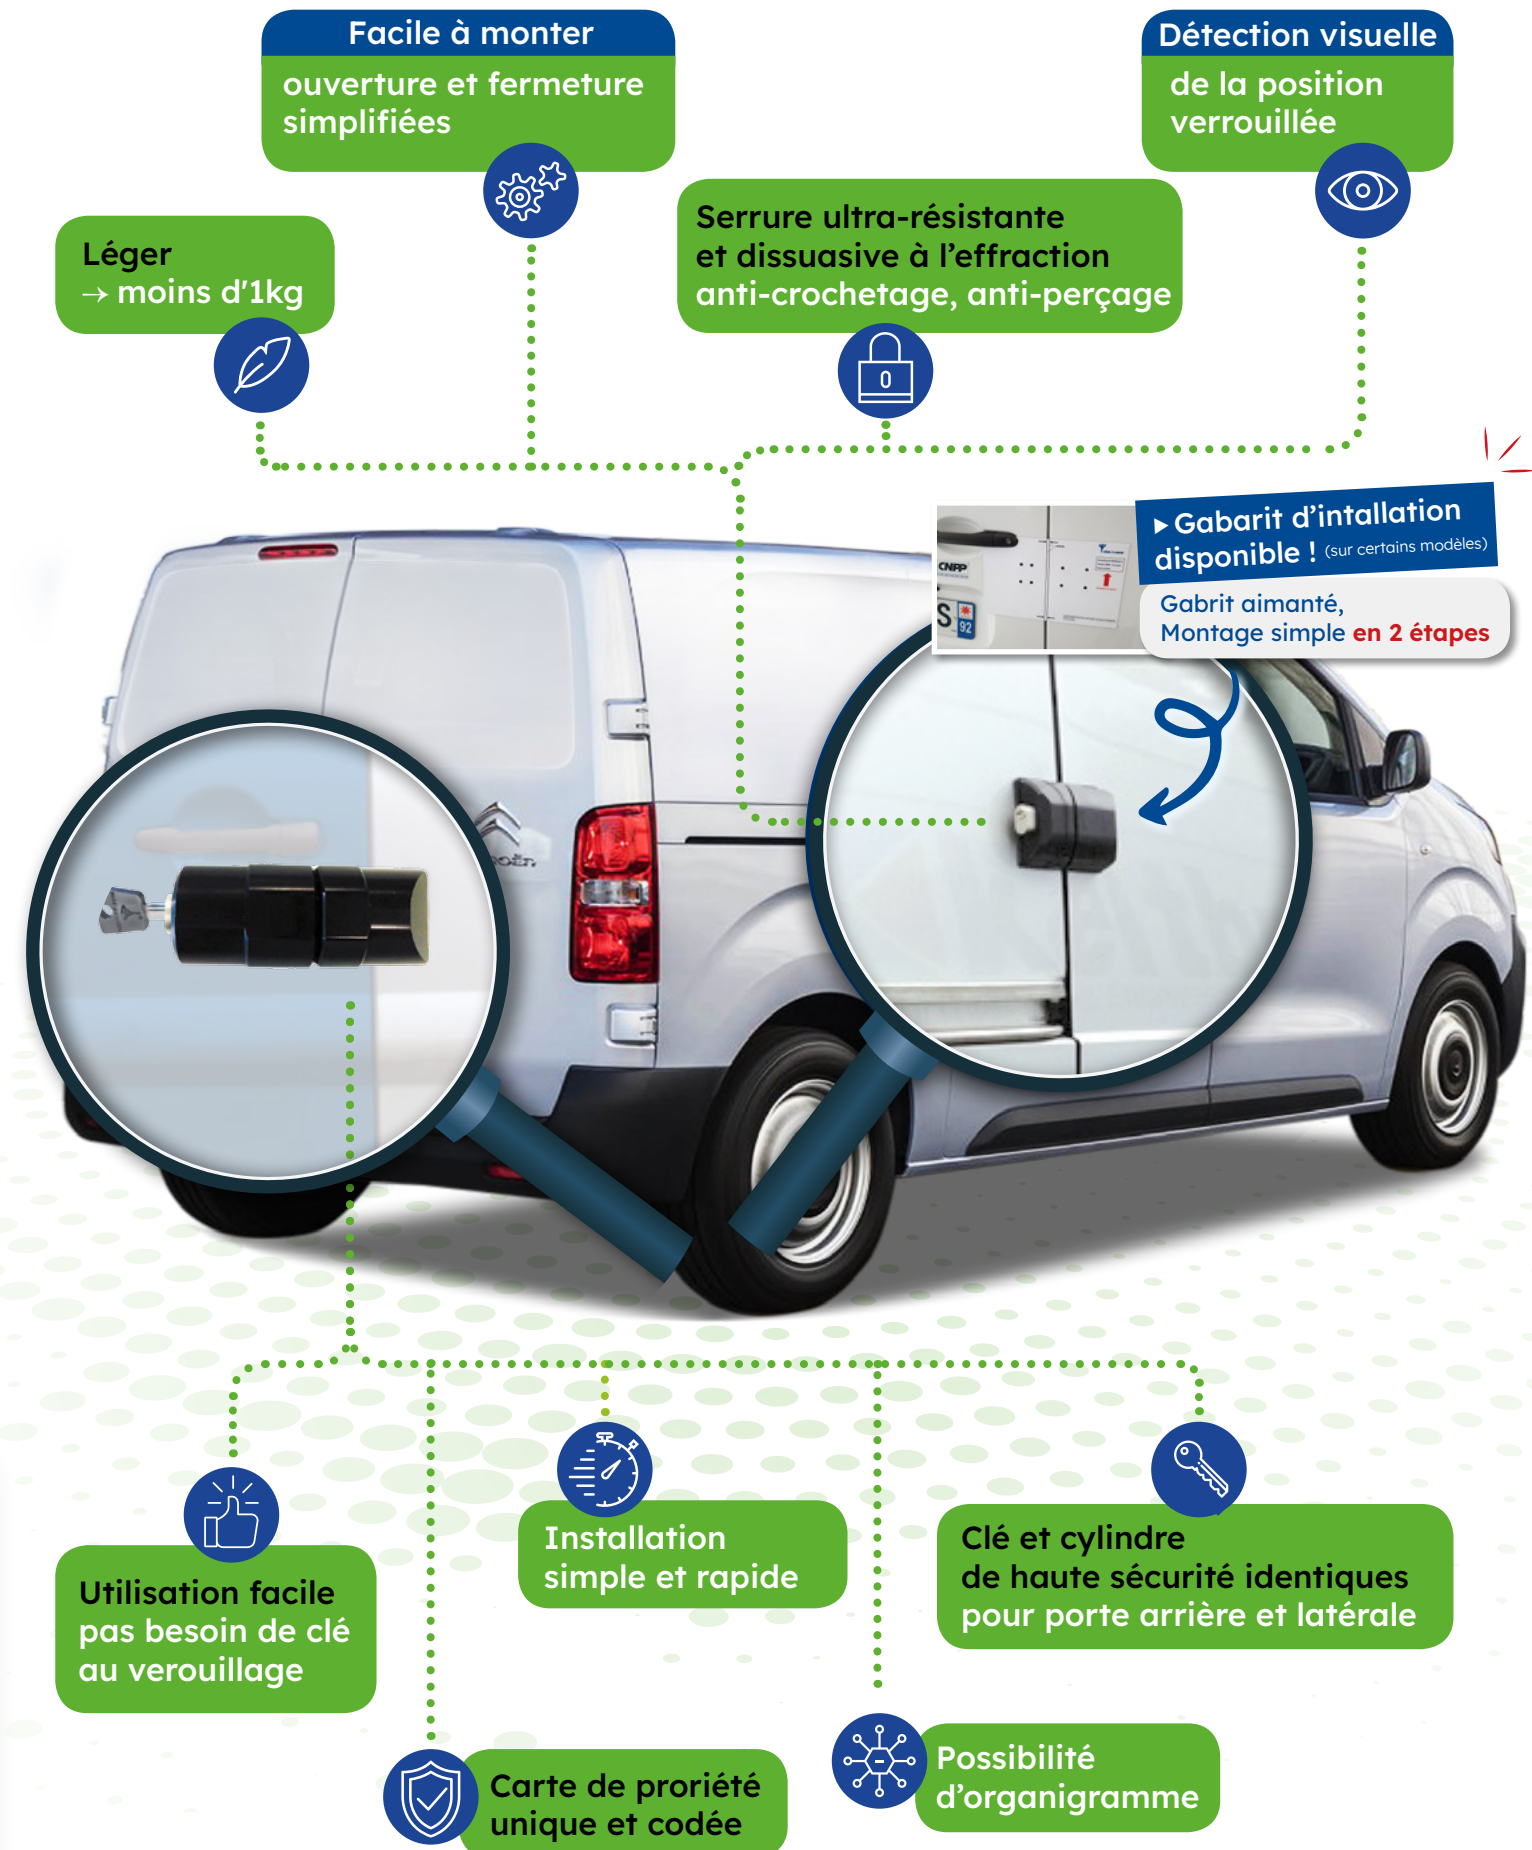 Facile à monter
ouverture et fermeture
simplifiées
Détection visuelle
de la position
verrouillée
Léger
→ moins d'1kg
Serrure ultra-résistante
et dissuasive à l'effraction
anti-crochetage, anti-perçage
▸ Gabarit d'intallation
disponible ! (sur certains modèles)
Gabrit aimanté,
Montage simple en 2 étapes
CNPP
S
92
Utilisation facile
pas besoin de clé
au verouillage
Installation
simple et rapide
Clé et cylindre
de haute sécurité identiques
pour porte arrière et latérale
Carte de proriété
unique et codée
Possibilité
d'organigramme